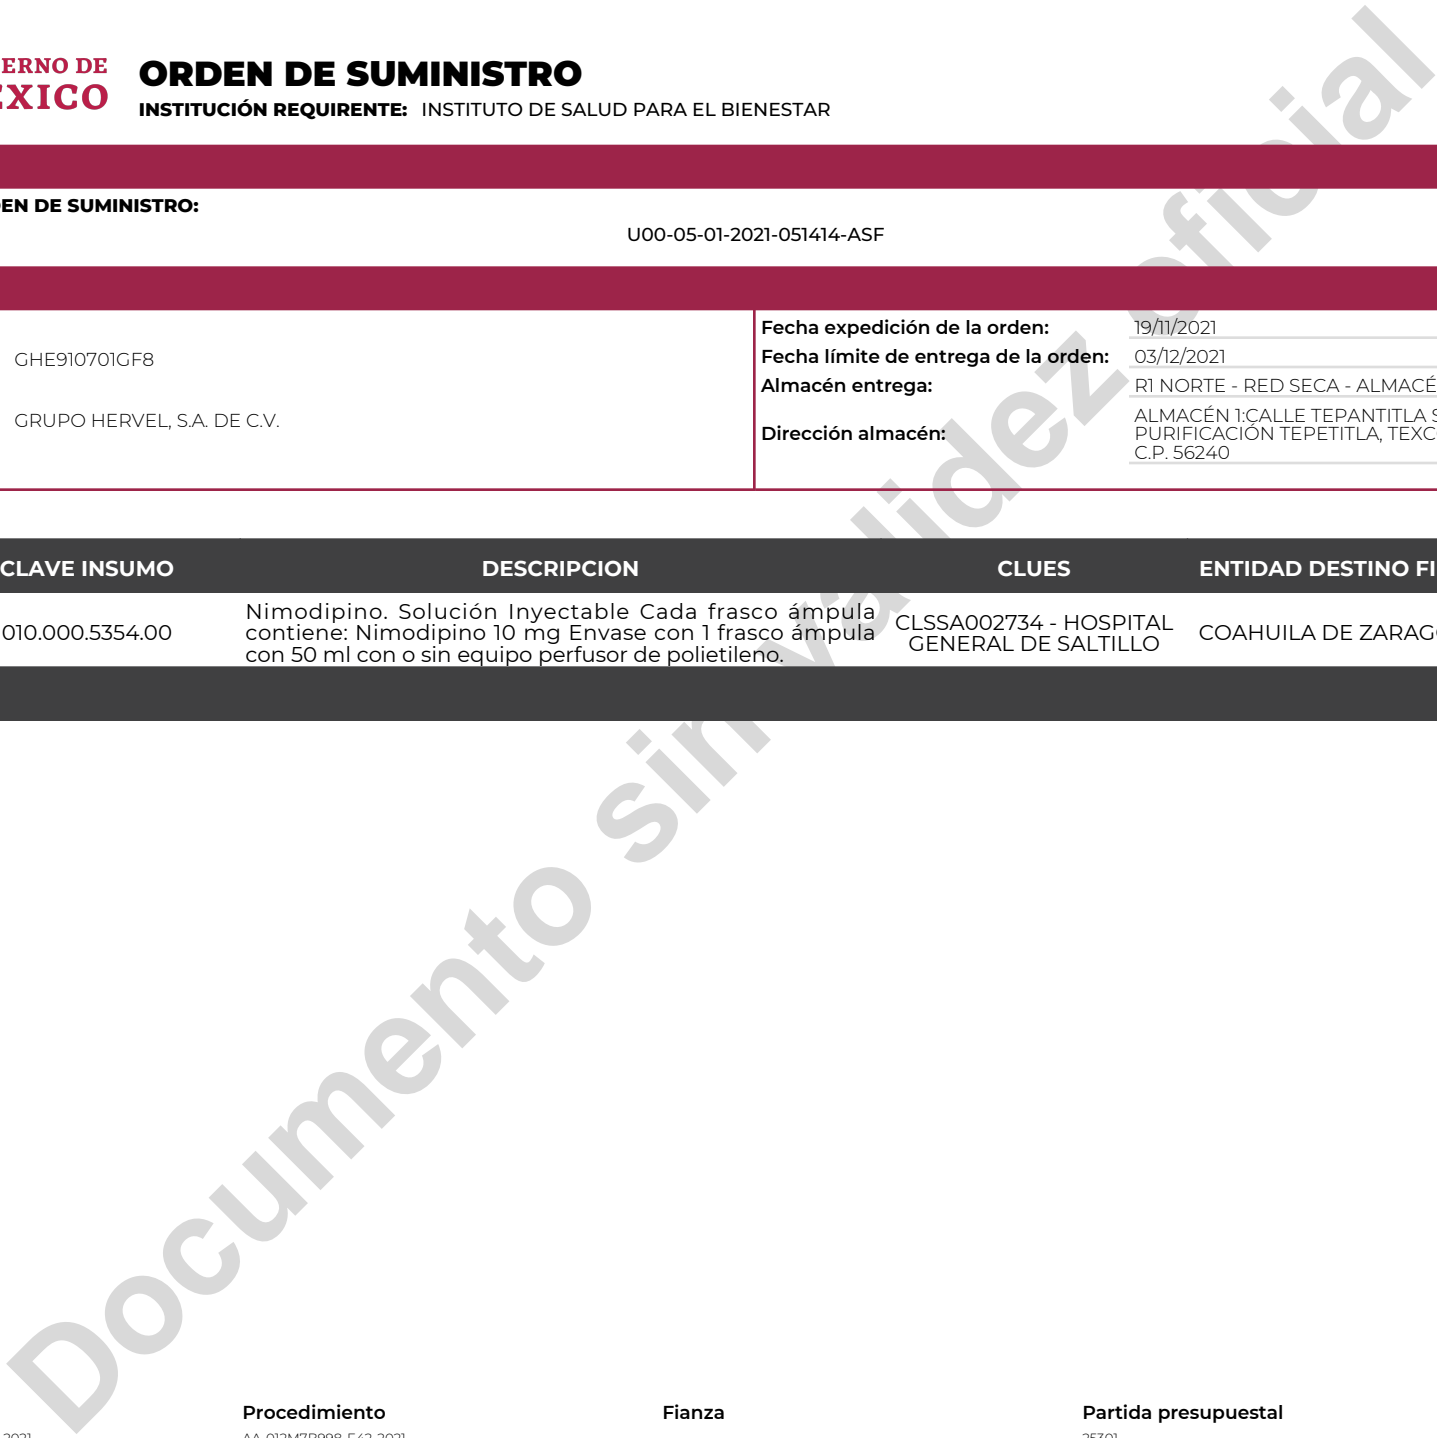 ERNO DE
ÉXICO
ORDEN DE SUMINISTRO
INSTITUCIÓN REQUIRENTE: INSTITUTO DE SALUD PARA EL BIENESTAR
EN DE SUMINISTRO:
U00-05-01-2021-051414-ASF
GHE910701GF8
GRUPO HERVEL, S.A. DE C.V.
Fecha expedición de la orden: 19/11/2021
Fecha límite de entrega de la orden: 03/12/2021
Almacén entrega: R1 NORTE - RED SECA - ALMACÉ
Dirección almacén:
ALMACÉN 1:CALLE TEPANTITLA S
PURIFICACIÓN TEPETITLA, TEXC
C.P. 56240
CLAVE INSUMO DESCRIPCION CLUES ENTIDAD DESTINO FI
010.000.5354.00
Nimodipino. Solución Inyectable Cada frasco ámpula
contiene: Nimodipino 10 mg Envase con 1 frasco ámpula
con 50 ml con o sin equipo perfusor de polietileno.
CLSSA002734 - HOSPITAL
GENERAL DE SALTILLO
COAHUILA DE ZARAG
Documento sin validez oficial
Procedimiento Fianza Partida presupuestal